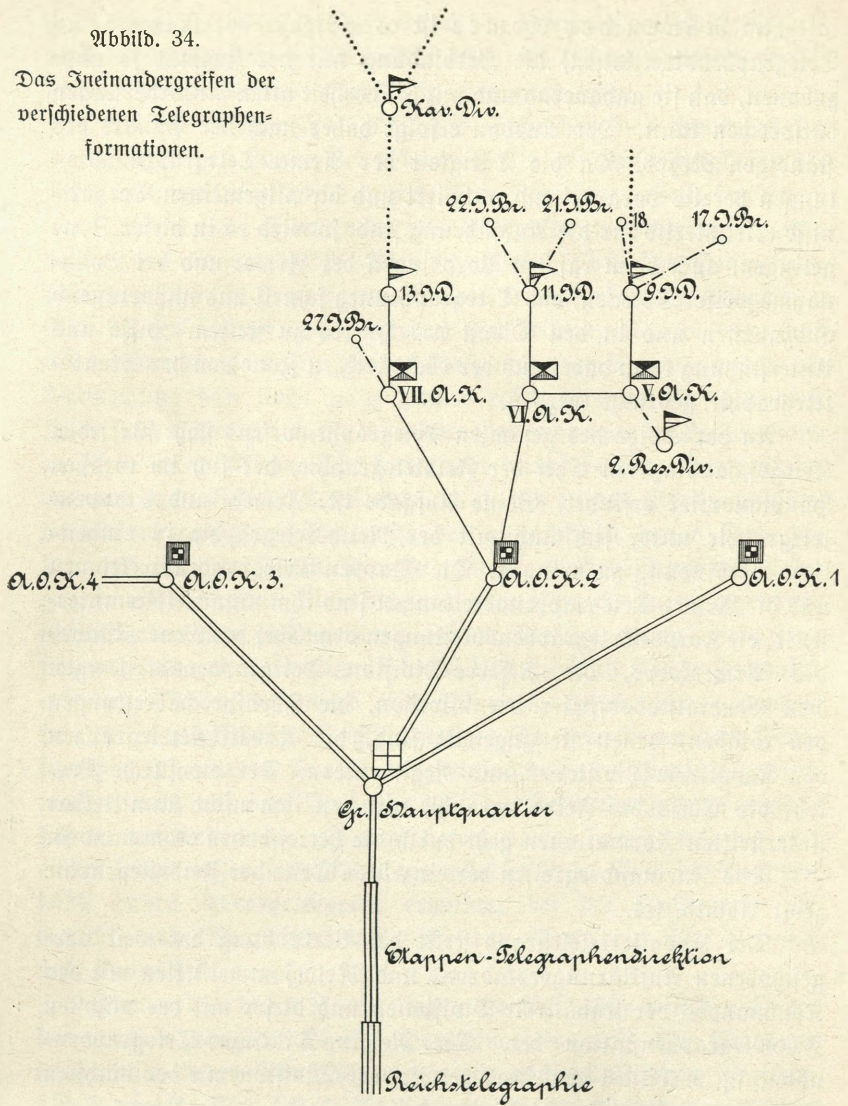 Abbild. 34.
Das Ineinandergreifen der
verschiedenen Telegraphen=
formationen.
Kav. Div.
22. I. Br.
21. I. Br.
18.
17. I. Br.
13. I. D.
11. I. D.
9. I. D.
27. I. Br.
VII. A. K.
VI. A. K.
V. A. K.
2. Res. Div.
A. O. K. 4
A. O. K. 3.
A. O. K. 2
A. O. K. 1
Gr. Hauptquartier
Etappen-Telegraphendirektion
Reichstelegraphie